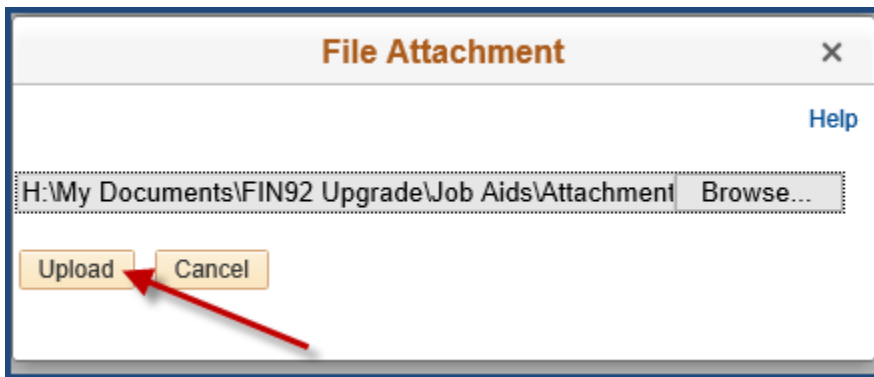 File Attachment ×
Help
H:\My Documents\FIN92 Upgrade\Job Aids\Attachment Browse...
Upload Cancel